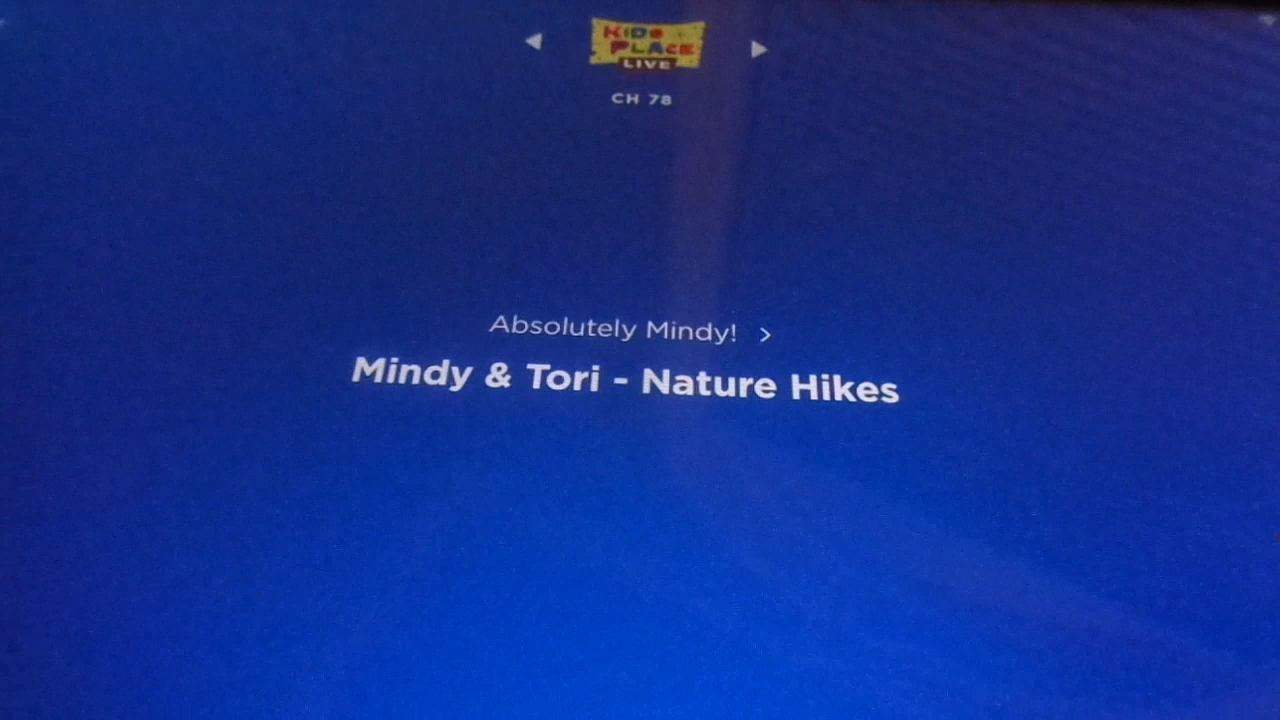 KIDS
PLACE
LIVE
CH 78
Absolutely Mindy! >
Mindy & Tori - Nature Hikes